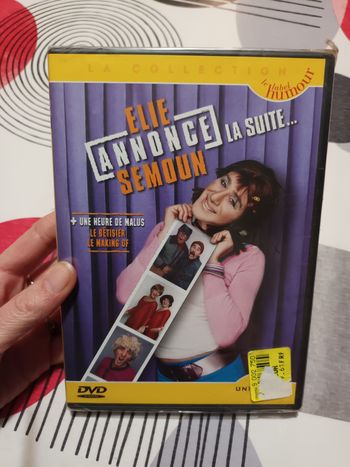 LA COLLECTION
le label humour
ELIE
ANNONCE LA SUITE...
SEMOUN
+ UNE HEURE DE MALUS
LE BÊTISIER
LE MAKING OF
DVD